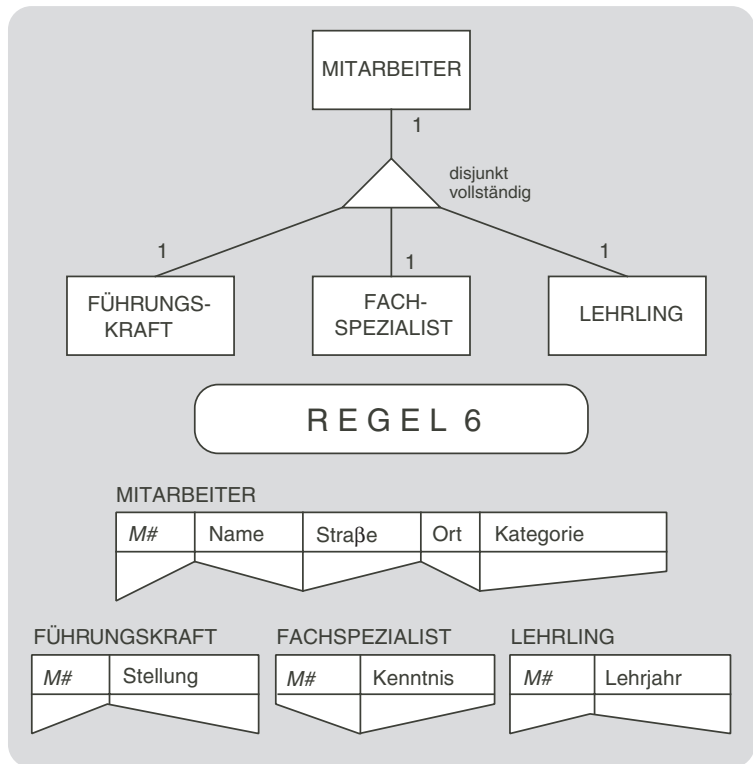 MITARBEITER
1
disjunkt
vollständig
1
1
1
FÜHRUNGS-
KRAFT
FACH-
SPEZIALIST
LEHRLING
REGEL 6
MITARBEITER
M# Name Straβe Ort Kategorie
FÜHRUNGSKRAFT FACHSPEZIALIST LEHRLING
M# Stellung M# Kenntnis M# Lehrjahr